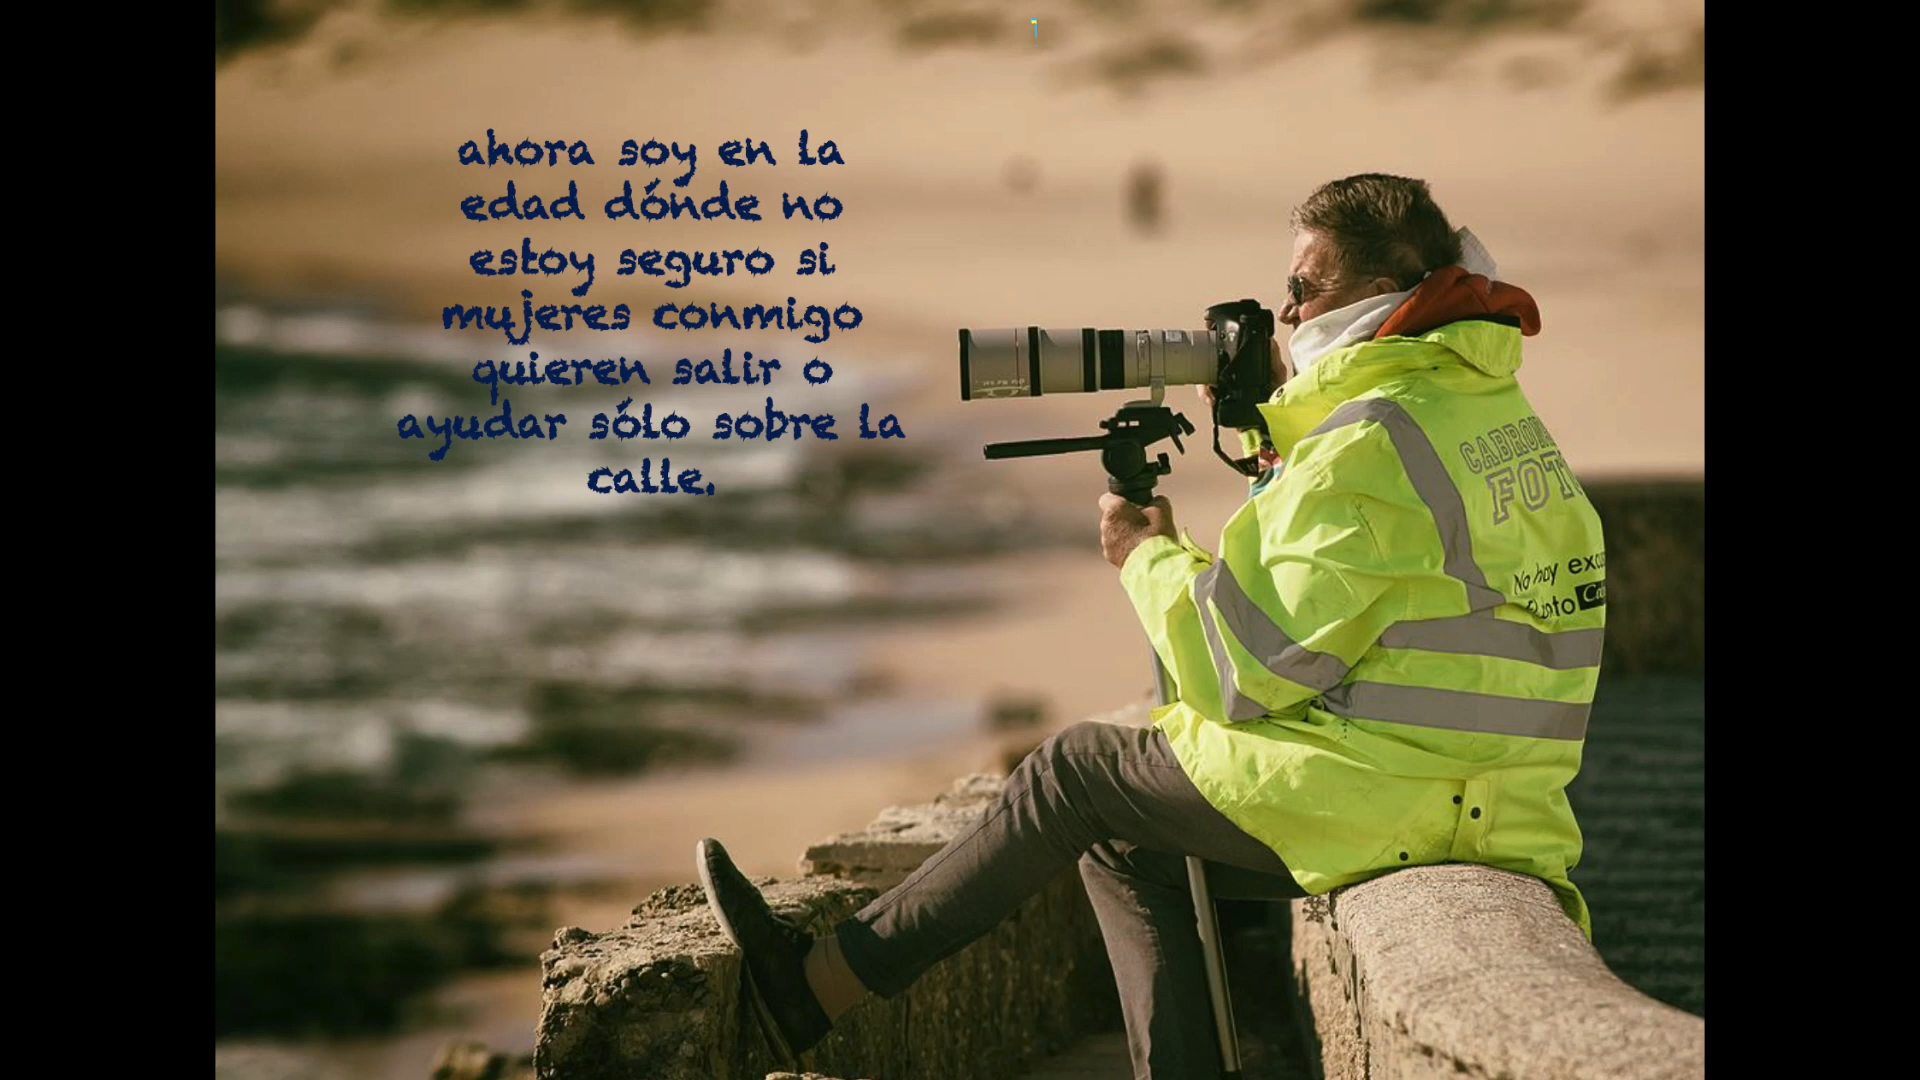 ahora soy en la
edad dónde no
estoy seguro si
mujeres conmigo
quieren salir o
ayudar sólo sobre la
calle.
FOT
No hay